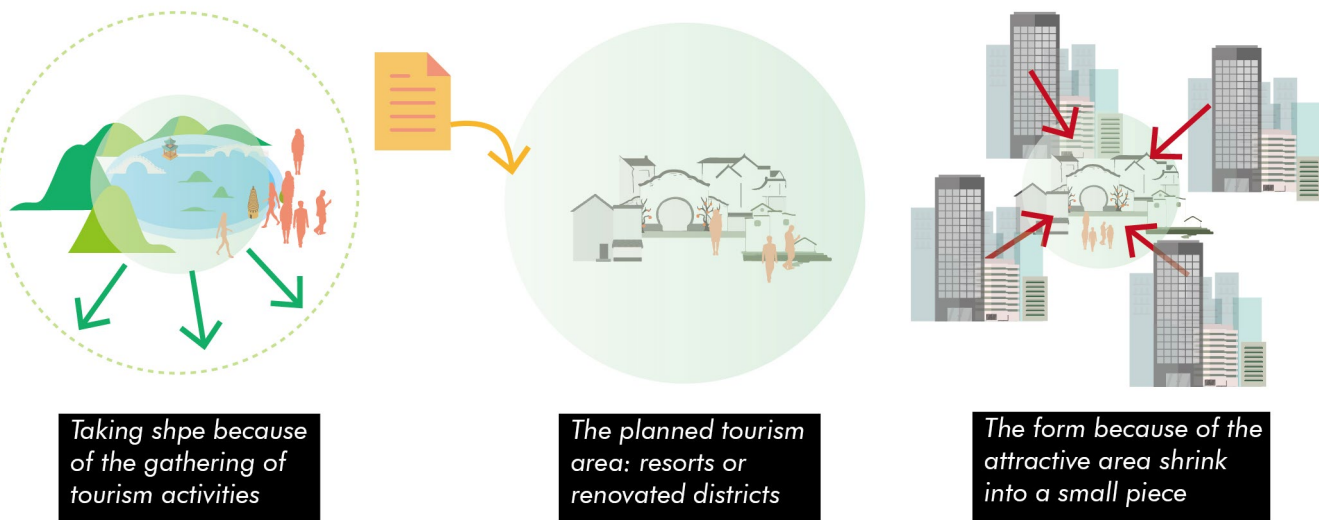 Taking shpe because
of the gathering of
tourism activities
The planned tourism
area: resorts or
renovated districts
The form because of the
attractive area shrink
into a small piece